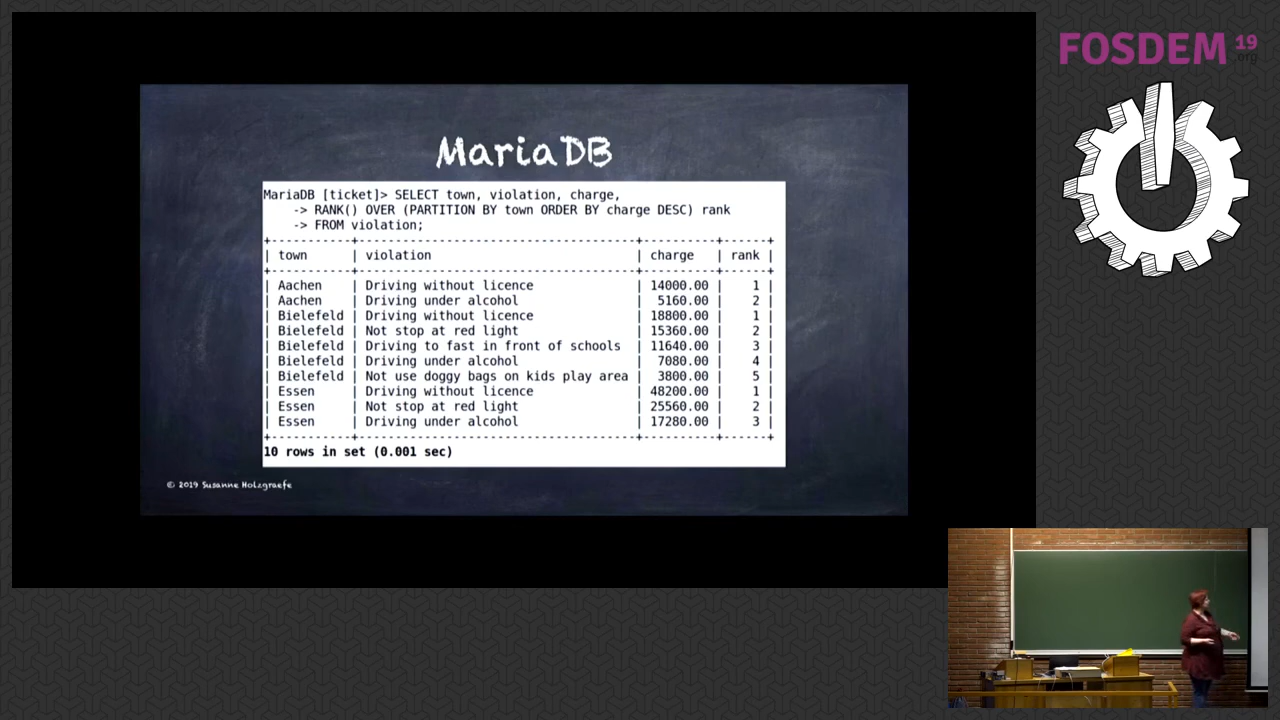 FOSDEM 19
.org
MariaDB
MariaDB [ticket]> SELECT town, violation, charge,
    -> RANK() OVER (PARTITION BY town ORDER BY charge DESC) rank
    -> FROM violation;
+----------+-------------------------------------+----------+------+
| town | violation | charge | rank |
+----------+-------------------------------------+----------+------+
| Aachen | Driving without licence | 14000.00 | 1 |
| Aachen | Driving under alcohol | 5160.00 | 2 |
| Bielefeld | Driving without licence | 18800.00 | 1 |
| Bielefeld | Not stop at red light | 15360.00 | 2 |
| Bielefeld | Driving to fast in front of schools | 11640.00 | 3 |
| Bielefeld | Driving under alcohol | 7080.00 | 4 |
| Bielefeld | Not use doggy bags on kids play area | 3800.00 | 5 |
| Essen | Driving without licence | 48200.00 | 1 |
| Essen | Not stop at red light | 25560.00 | 2 |
| Essen | Driving under alcohol | 17280.00 | 3 |
+----------+-------------------------------------+----------+------+
10 rows in set (0.001 sec)
© 2019 Susanne Holzgraefe